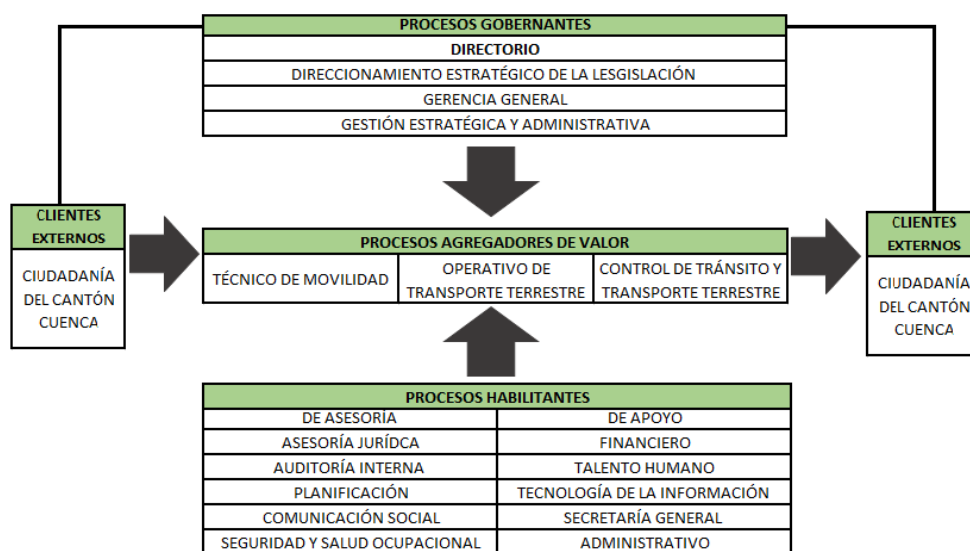 PROCESOS GOBERNANTES
DIRECTORIO
DIRECCIONAMIENTO ESTRATÉGICO DE LA LESGISLACIÓN
GERENCIA GENERAL
GESTIÓN ESTRATÉGICA Y ADMINISTRATIVA
CLIENTES
EXTERNOS
CIUDADANÍA
DEL CANTÓN
CUENCA
PROCESOS AGREGADORES DE VALOR
TÉCNICO DE MOVILIDAD
OPERATIVO DE
TRANSPORTE TERRESTRE
CONTROL DE TRÁNSITO Y
TRANSPORTE TERRESTRE
CLIENTES
EXTERNOS
CIUDADANÍA
DEL CANTÓN
CUENCA
PROCESOS HABILITANTES
DE ASESORÍA
DE APOYO
ASESORÍA JURÍDCA
FINANCIERO
AUDITORÍA INTERNA
TALENTO HUMANO
PLANIFICACIÓN
TECNOLOGÍA DE LA INFORMACIÓN
COMUNICACIÓN SOCIAL
SECRETARÍA GENERAL
SEGURIDAD Y SALUD OCUPACIONAL
ADMINISTRATIVO